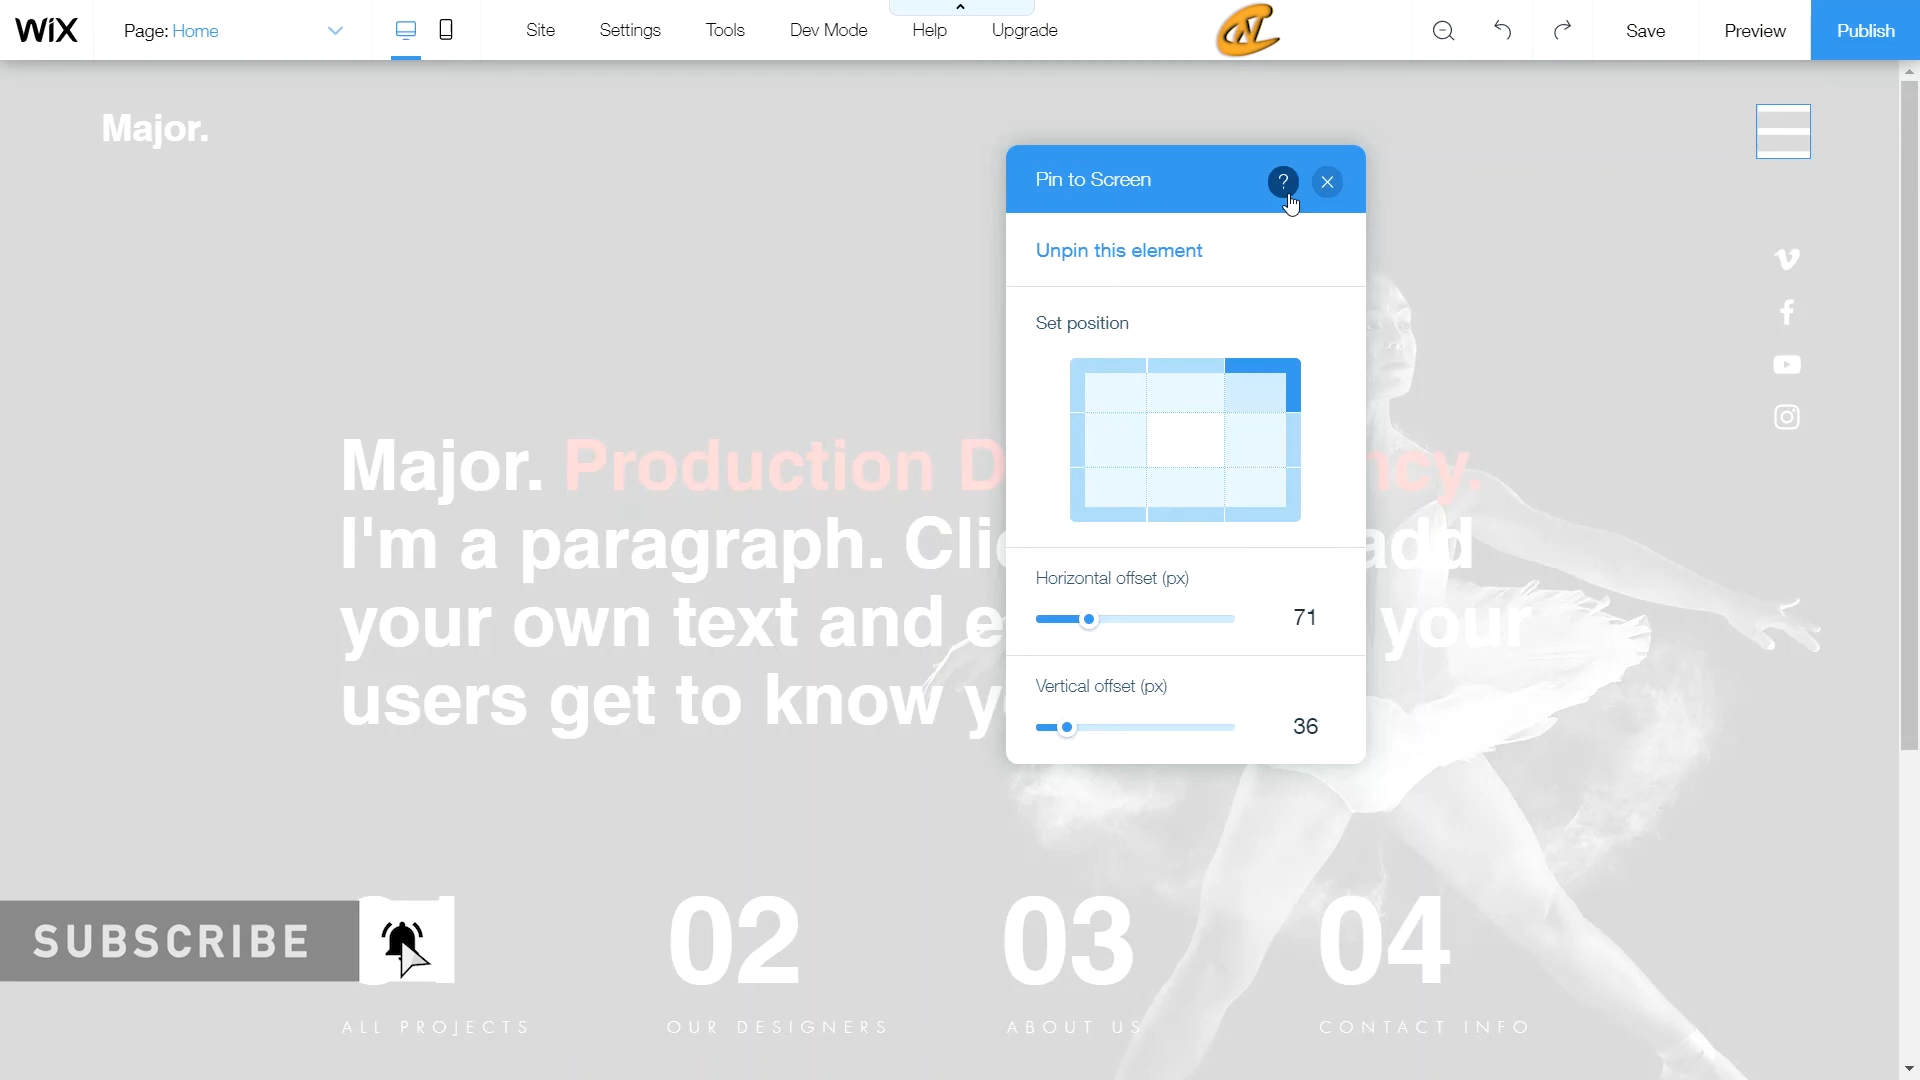 WiX
Page: Home
Site
Settings
Tools
Dev Mode
Help
Upgrade
Save
Preview
Publish
Major.
Pin to Screen
?
Unpin this element
Set position
Horizontal offset (px)
71
Vertical offset (px)
36
Major. Production
I'm a paragraph. add
your own text and your
users get to know
SUBSCRIBE
02
03
04
ALL PROJECTS
OUR DESIGNERS
ABOUT US
CONTACT INFO